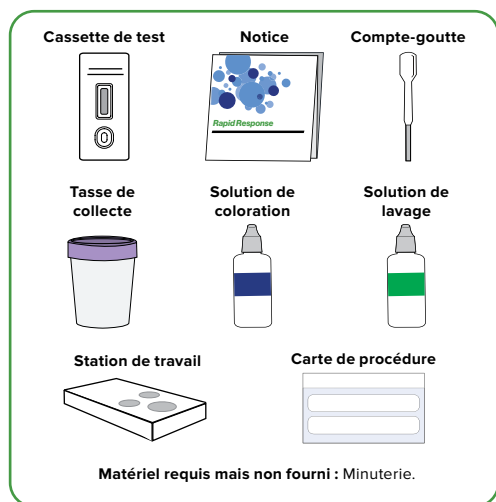 Cassette de test
Notice
Compte-goutte
Rapid Response
Tasse de
collecte
Solution de
coloration
Solution de
lavage
Station de travail
Carte de procédure
Matériel requis mais non fourni : Minuterie.